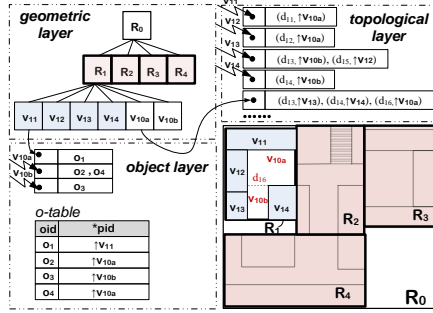 geometric layer
R0
R1 R2 R3 R4
v11 v12 v13 v14 v10a v10b
v11
v12
v13
v14
(d11, ↑v10a)
(d12, ↑v10a)
(d13, ↑v10b), (d15, ↑v12)
(d14, ↑v10b)
(d13, ↑v13), (d14, ↑v14), (d16, ↑v10a)
......
topological layer
object layer
v10a
v10b
o1
o2 , o4
o3
o-table
oid *pid
o1 ↑v11
o2 ↑v10a
o3 ↑v10b
o4 ↑v10a
v11
v10a
v12
d16
v13 v10b v14
R1
R2
R3
R4
R0